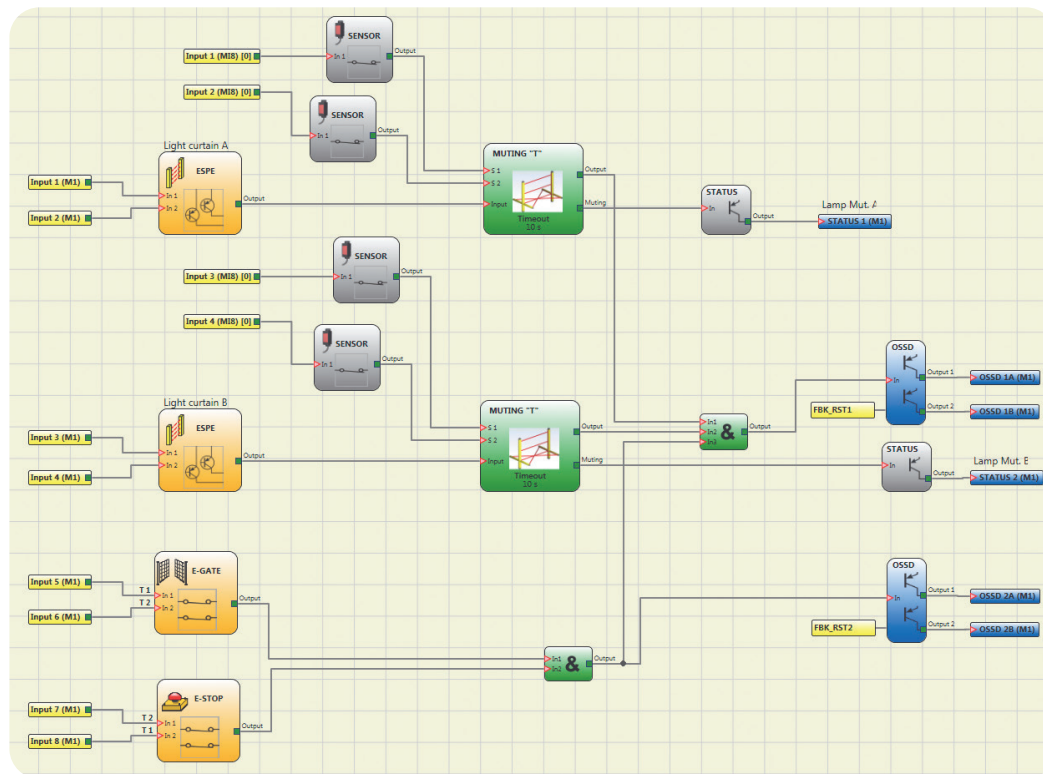 SENSOR
Input 1 (MI8) [0]
In 1
Output
Input 2 (MI8) [0]
SENSOR
In 1
Output
Light curtain A
ESPE
Input 1 (M1)
In 1
Input 2 (M1)
In 2
Output
MUTING "T"
S 1
S 2
Input
Output
Muting
Timeout
10 s
STATUS
In
Output
Lamp Mut. A
STATUS 1 (M1)
SENSOR
Input 3 (MI8) [0]
In 1
Output
Input 4 (MI8) [0]
SENSOR
In 1
Output
Light curtain B
ESPE
Input 3 (M1)
In 1
Input 4 (M1)
In 2
Output
MUTING "T"
S 1
S 2
Input
Output
Muting
Timeout
10 s
In1
In2
In3
&
Output
OSSD
In
Output 1
Output 2
FBK_RST1
OSSD 1A (M1)
OSSD 1B (M1)
STATUS
In
Output
Lamp Mut. E
STATUS 2 (M1)
E-GATE
Input 5 (M1)
T 1
In 1
Input 6 (M1)
T 2
In 2
Output
In1
In2
&
Output
OSSD
In
Output 1
Output 2
FBK_RST2
OSSD 2A (M1)
OSSD 2B (M1)
E-STOP
Input 7 (M1)
T 2
In 1
Input 8 (M1)
T 1
In 2
Output